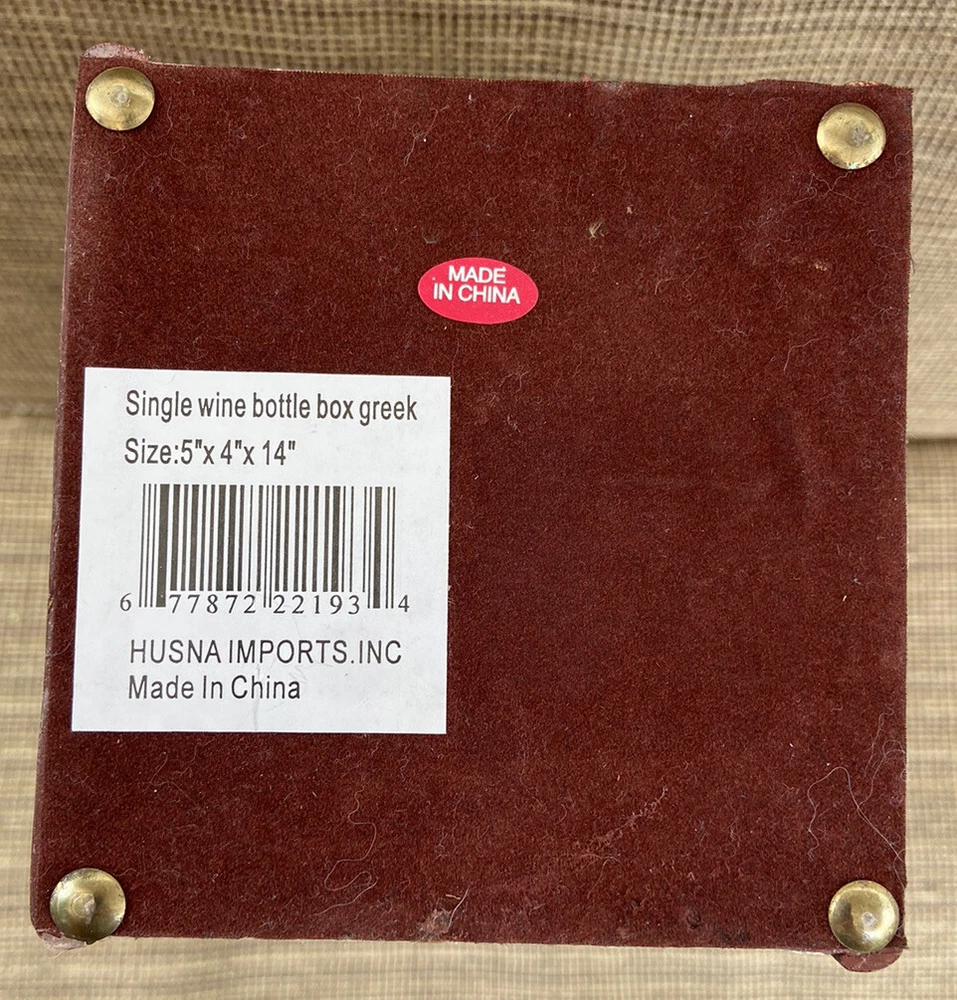 MADE
IN CHINA
Single wine bottle box greek
Size:5"x 4"x 14"
6 77872 22193 4
HUSNA IMPORTS.INC
Made In China